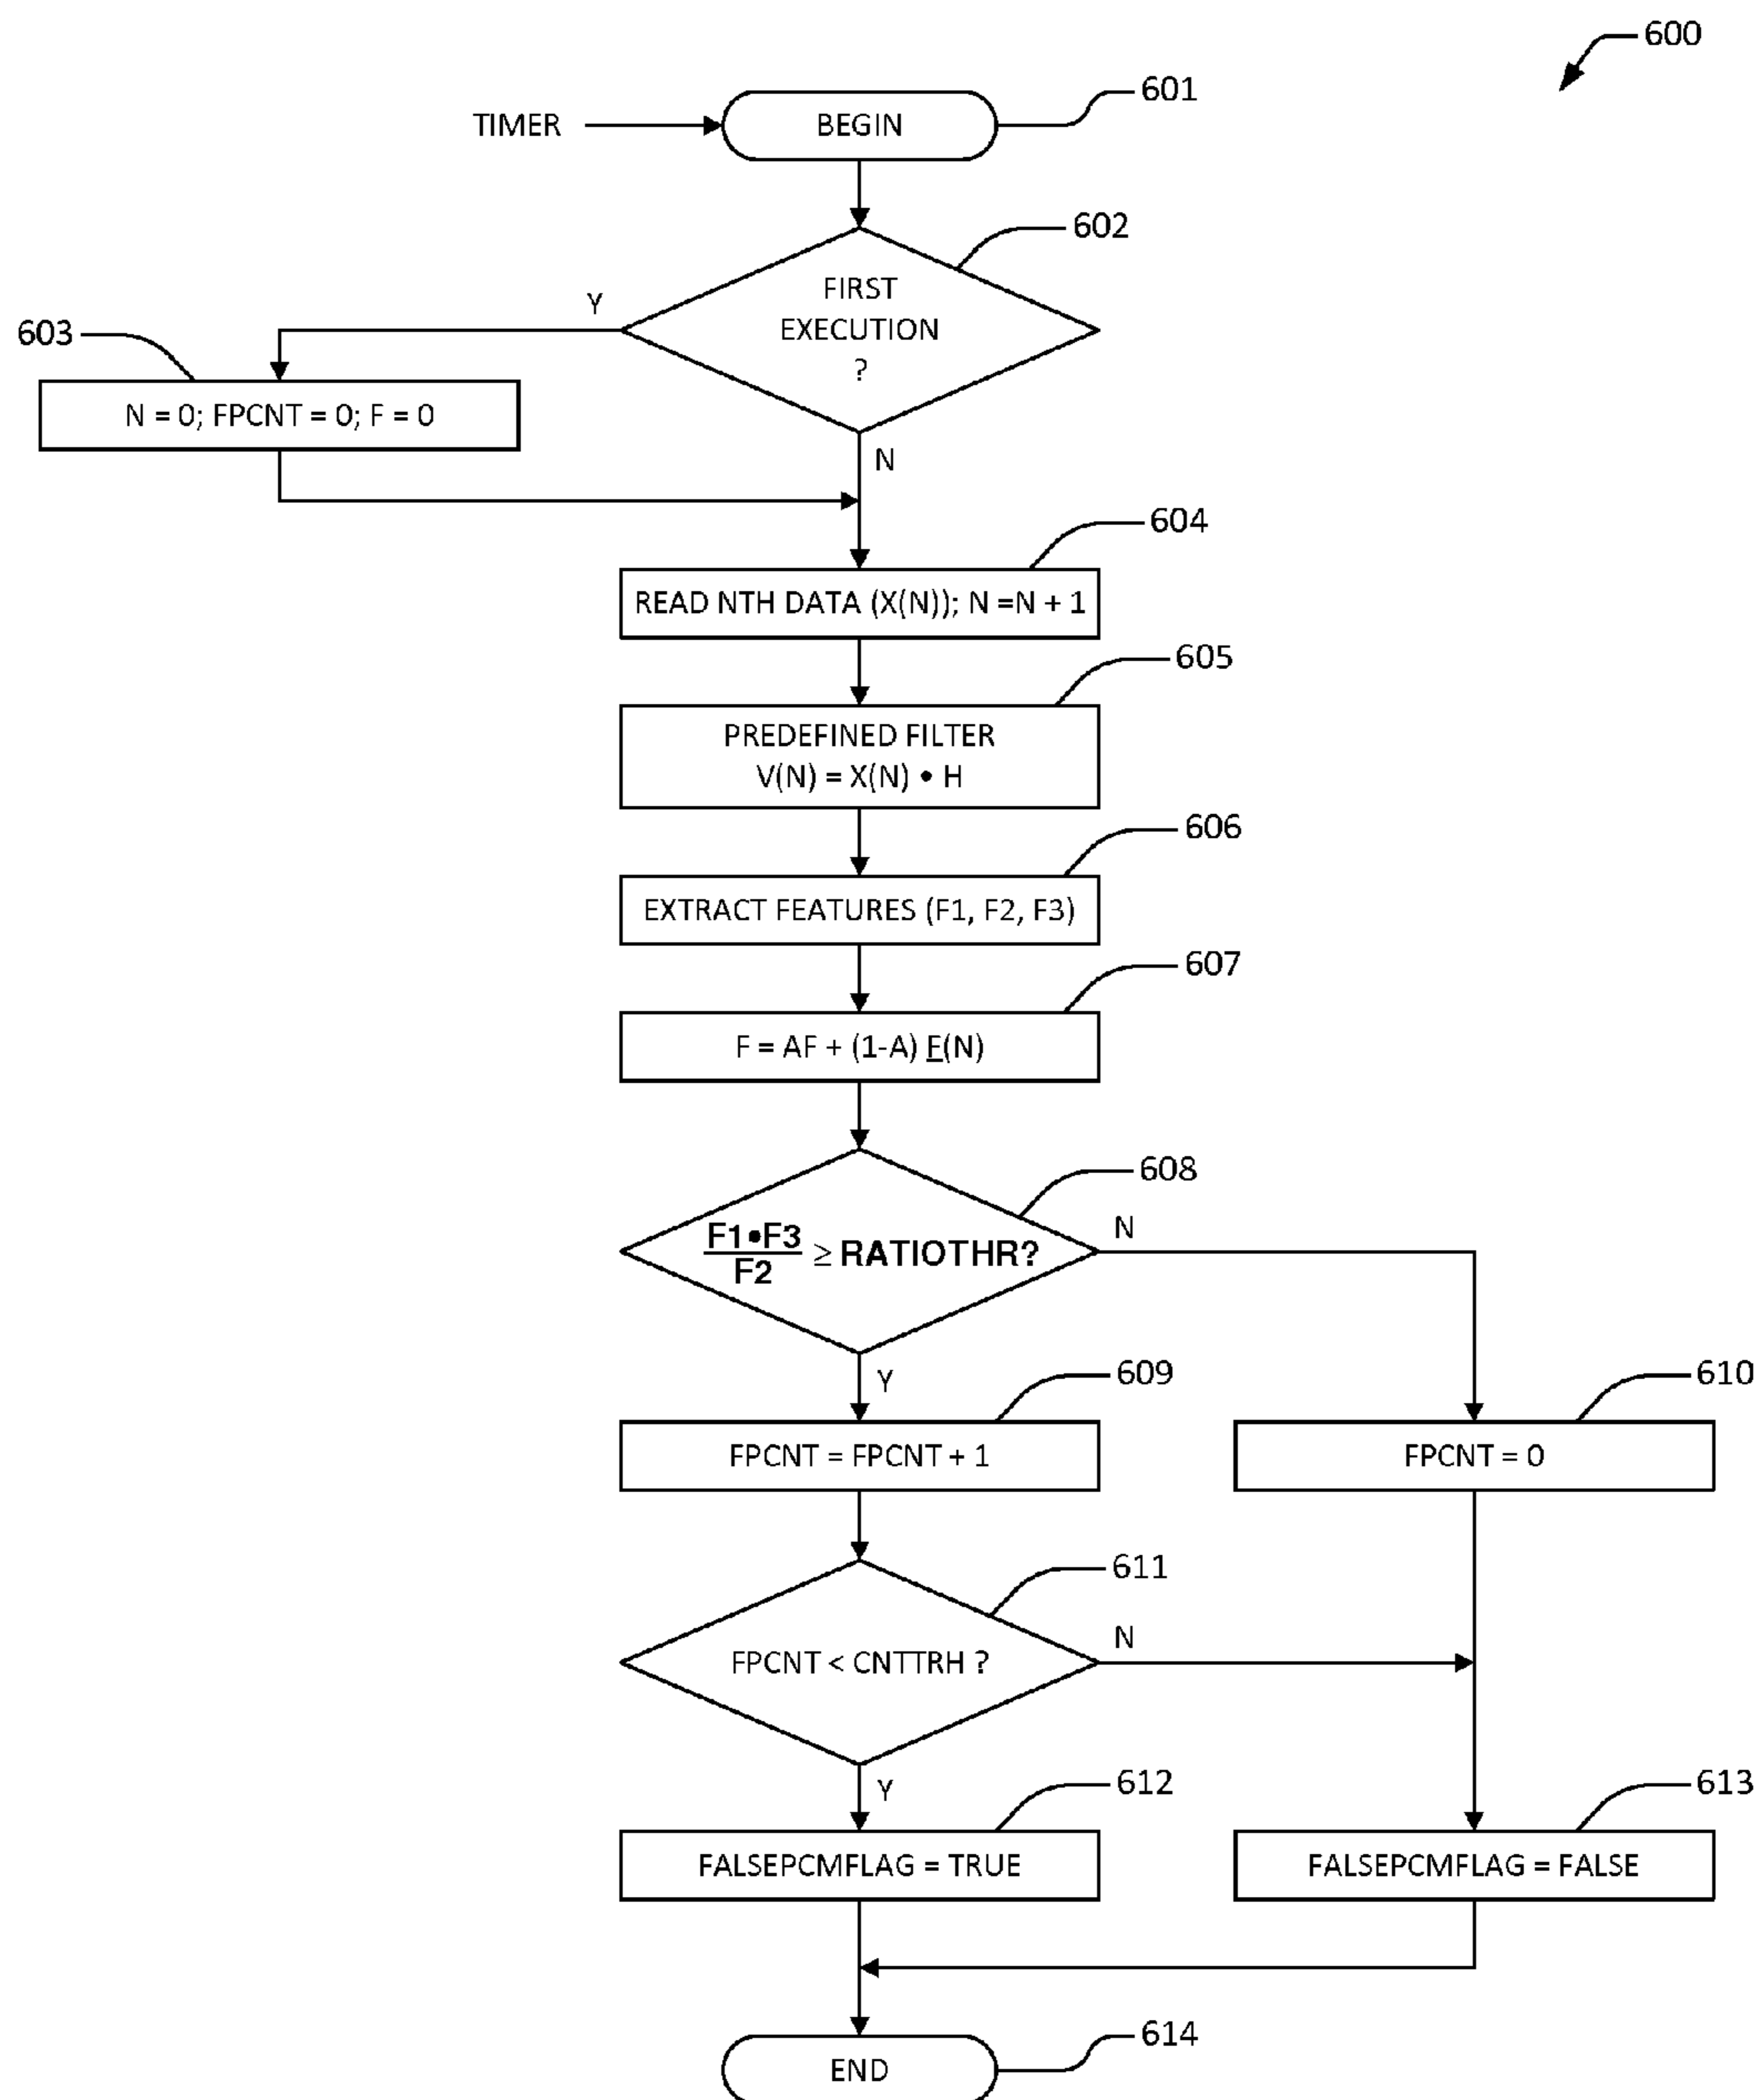 600
601
TIMER
BEGIN
602
FIRST
EXECUTION
?
Y
603
N = 0; FPCNT = 0; F = 0
N
604
READ NTH DATA (X(N)); N =N + 1
605
PREDEFINED FILTER
V(N) = X(N) • H
606
EXTRACT FEATURES (F1, F2, F3)
607
F = AF + (1-A) F(N)
608
F1•F3
F2
≥ RATIOTHR?
N
Y
609
610
FPCNT = FPCNT + 1
FPCNT = 0
611
FPCNT < CNTTRH ?
N
Y
612
613
FALSEPCMFLAG = TRUE
FALSEPCMFLAG = FALSE
614
END